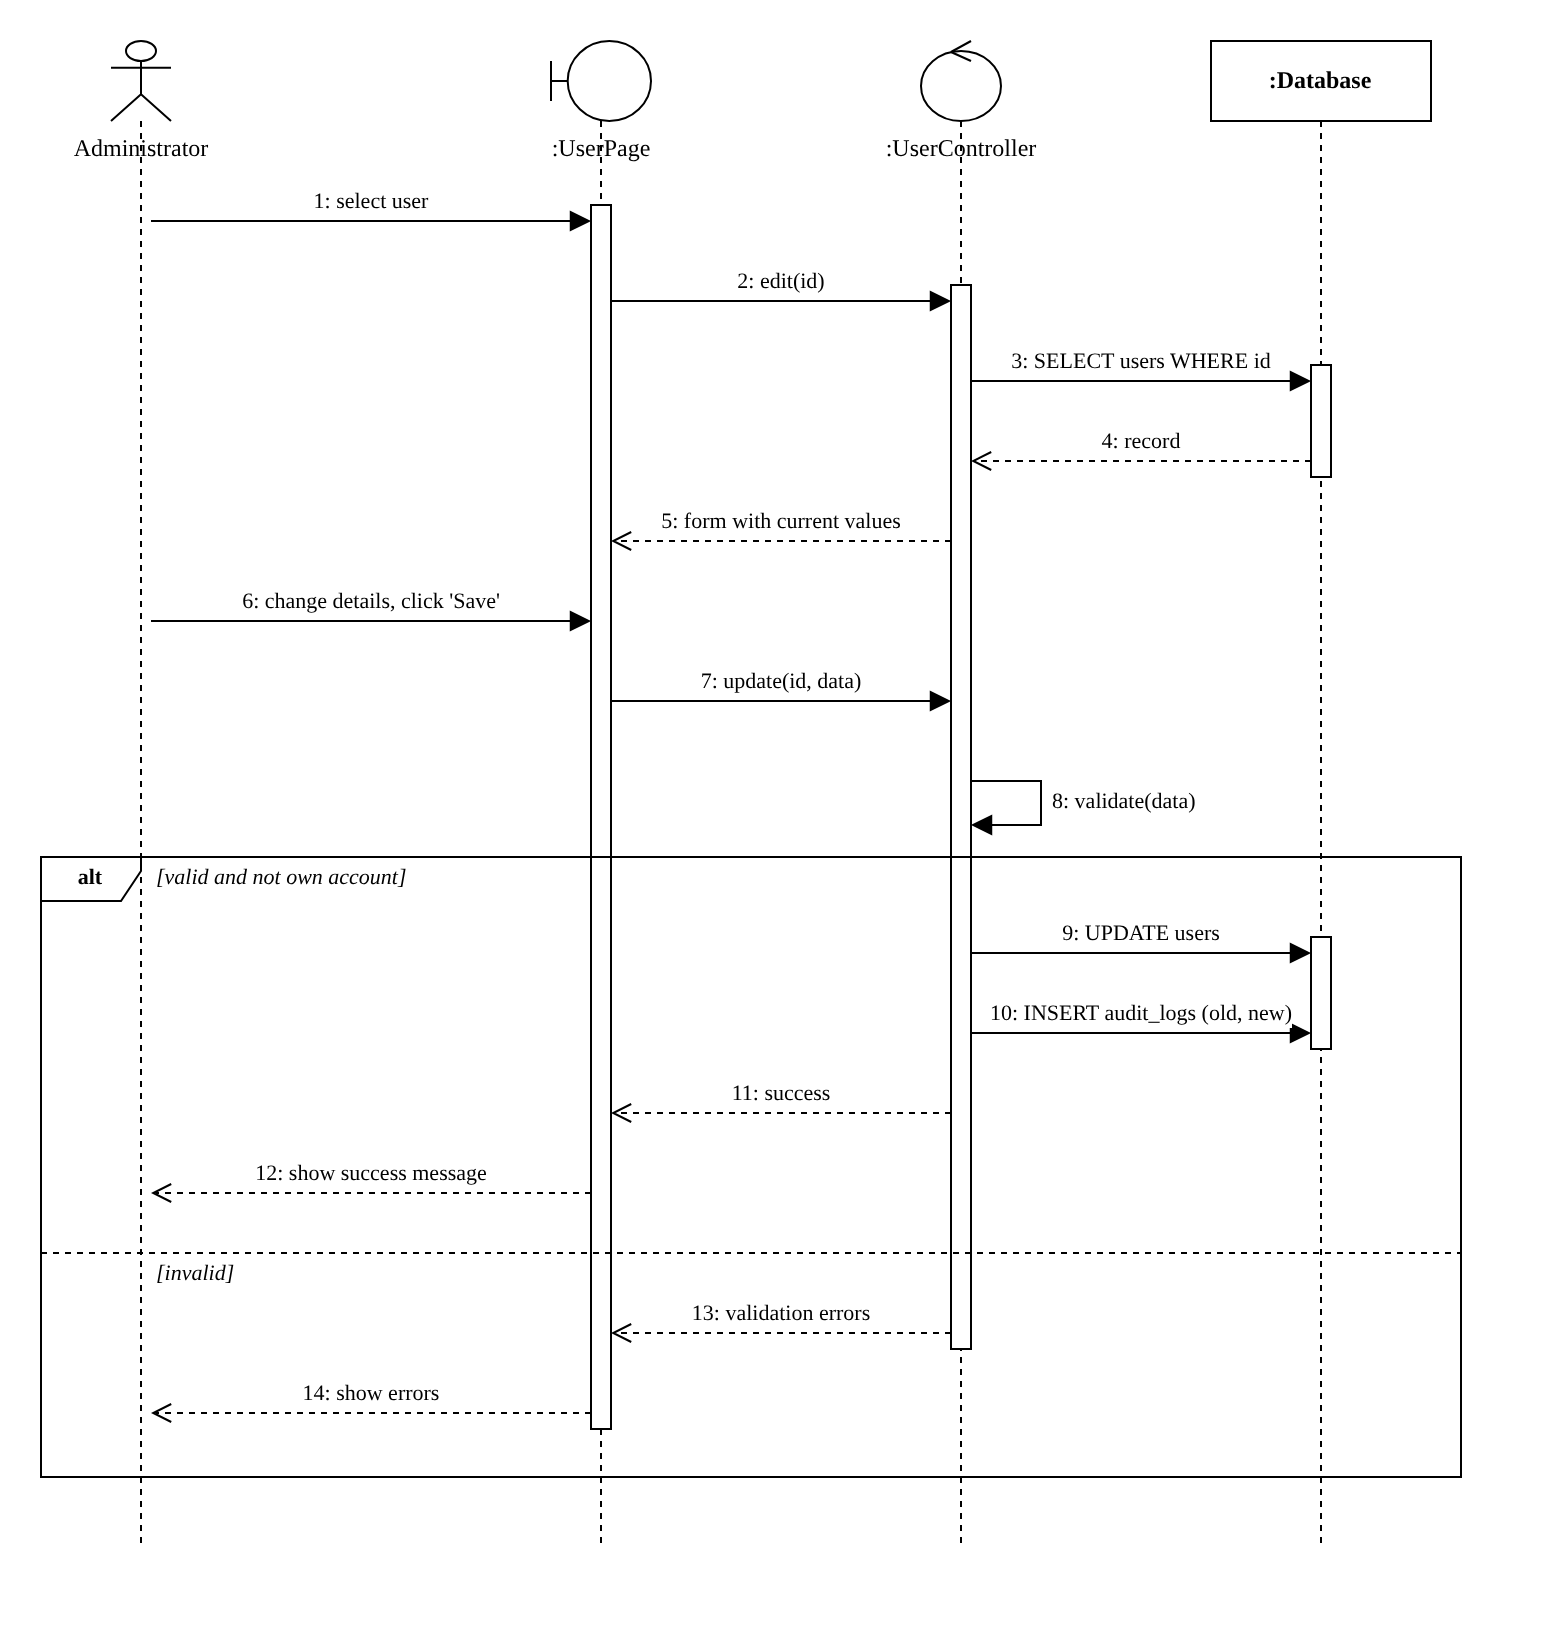 Administrator
:UserPage
:UserController
:Database
1: select user
2: edit(id)
3: SELECT users WHERE id
4: record
5: form with current values
6: change details, click 'Save'
7: update(id, data)
8: validate(data)
alt
[valid and not own account]
9: UPDATE users
10: INSERT audit_logs (old, new)
11: success
12: show success message
[invalid]
13: validation errors
14: show errors